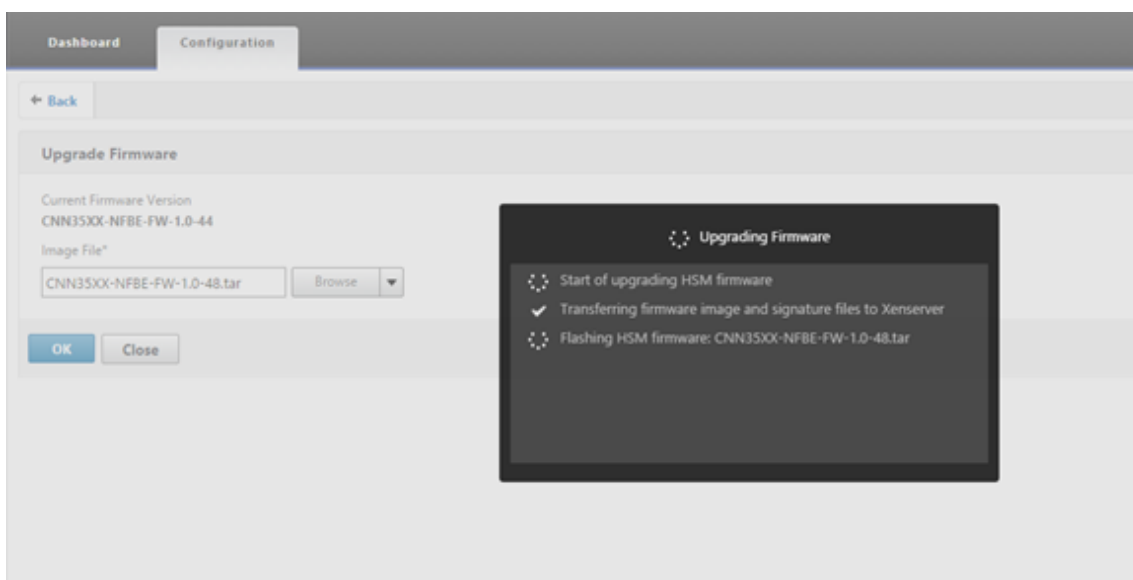 Dashboard
Configuration
← Back
Upgrade Firmware
Current Firmware Version
CNN35XX-NFBE-FW-1.0-44
Image File*
CNN35XX-NFBE-FW-1.0-48.tar
Browse
OK
Close
Upgrading Firmware
Start of upgrading HSM firmware
Transferring firmware image and signature files to Xenserver
Flashing HSM firmware: CNN35XX-NFBE-FW-1.0-48.tar